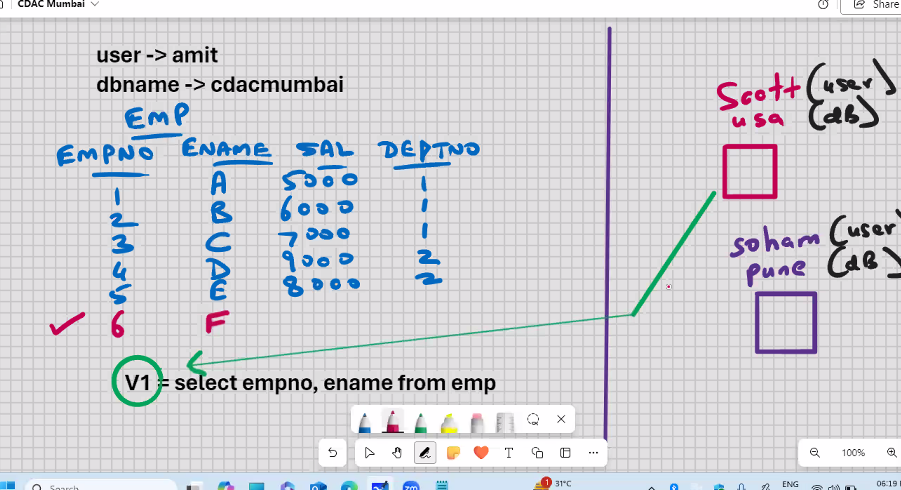 CDAC Mumbai
Share
user -> amit
dbname -> cdacmumbai
EMP
EMPNO ENAME SAL DEPTNO
1 A 5000 1
2 B 6000 1
3 C 7000 1
4 D 9000 2
5 E 8000 2
6 F
V1 = select empno, ename from emp
Scott (user)
usa (dB)
soham (user
pune (dB)
T
100%
Search
1
31°C
ENG
06:19